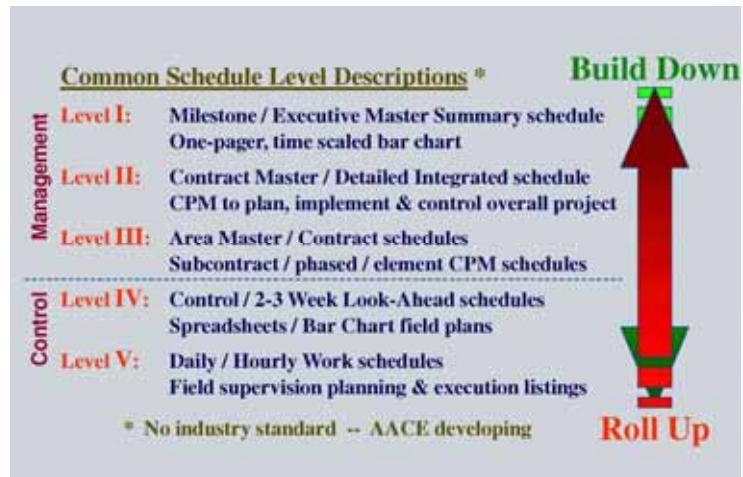 Build Down
Common Schedule Level Descriptions *
Management
Level I: Milestone / Executive Master Summary schedule
One-pager, time scaled bar chart
Level II: Contract Master / Detailed Integrated schedule
CPM to plan, implement & control overall project
Level III: Area Master / Contract schedules
Subcontract / phased / element CPM schedules
Control
Level IV: Control / 2-3 Week Look-Ahead schedules
Spreadsheets / Bar Chart field plans
Level V: Daily / Hourly Work schedules
Field supervision planning & execution listings
* No industry standard -- AACE developing
Roll Up